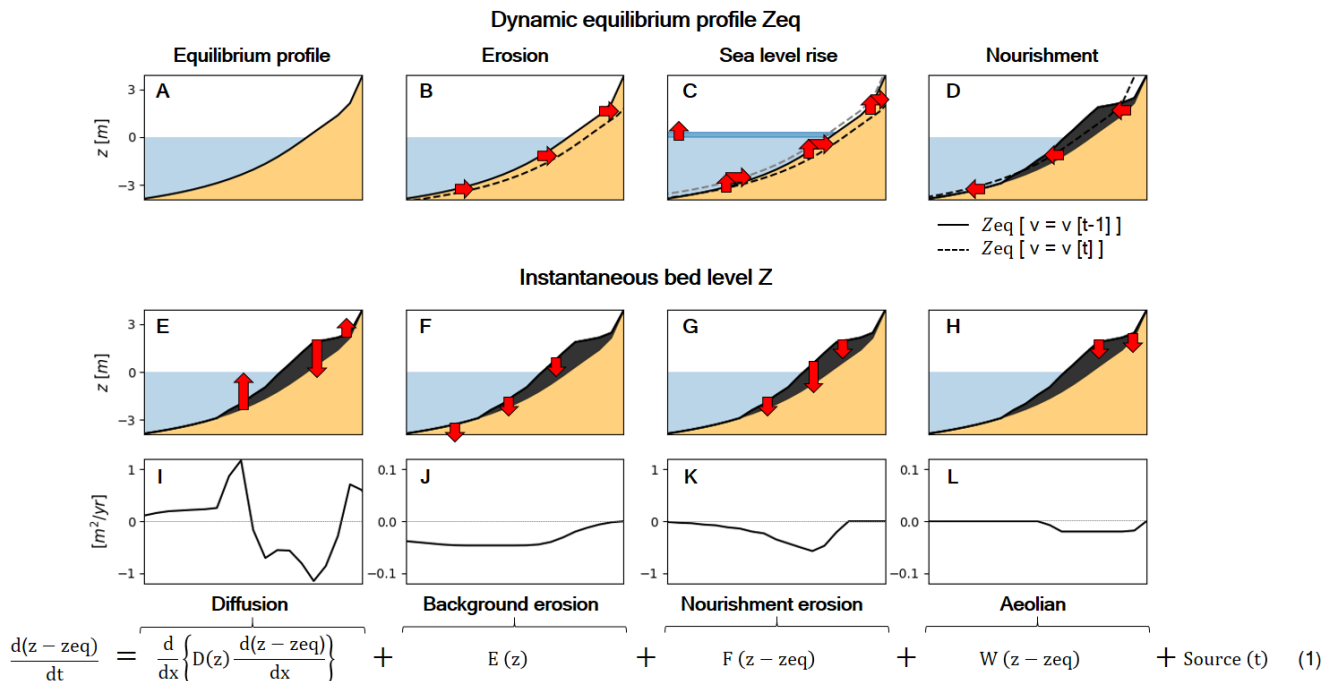 Dynamic equilibrium profile Zeq
Equilibrium profile Erosion Sea level rise Nourishment
A B C D
3
0
−3
z [m]
Zeq [ v = v [t-1] ]
Zeq [ v = v [t] ]
Instantaneous bed level Z
E F G H
3
0
−3
z [m]
I J K L
1 0.1 1 0.1
0 0.0 0 0.0
−1 −0.1 −1 −0.1
[m²/yr]
Diffusion Background erosion Nourishment erosion Aeolian
d(z − zeq)/dt = d/dx {D(z) d(z − zeq)/dx} + E (z) + F (z − zeq) + W (z − zeq) + Source (t) (1)